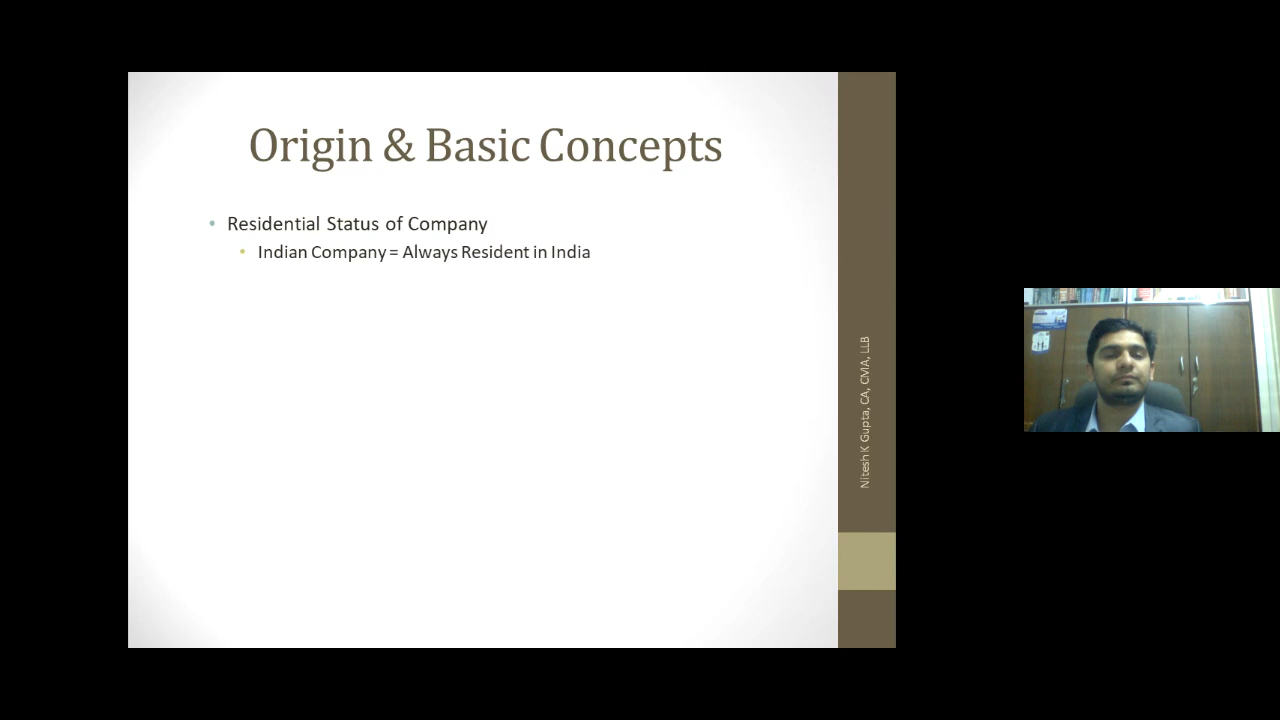 Origin & Basic Concepts
• Residential Status of Company
• Indian Company = Always Resident in India
Nitesh K Gupta, CA, CMA, LLB